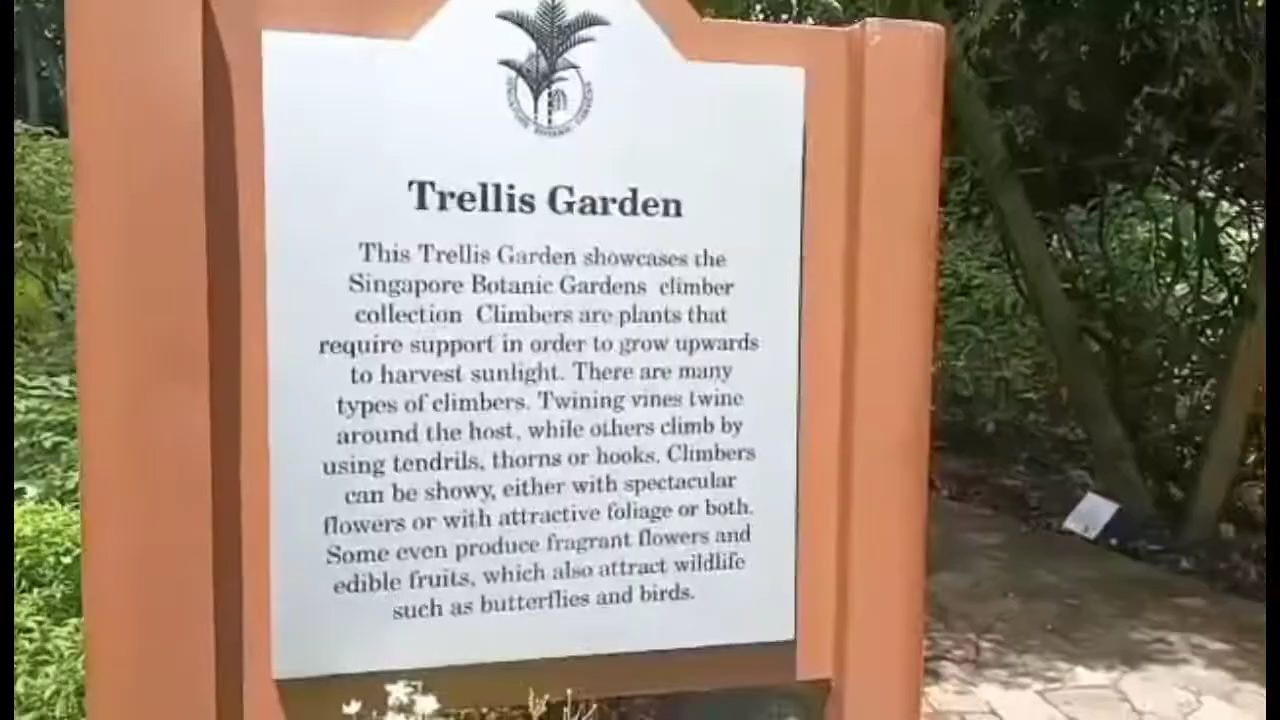 Trellis Garden
This Trellis Garden showcases the
Singapore Botanic Gardens climber
collection Climbers are plants that
require support in order to grow upwards
to harvest sunlight. There are many
types of climbers. Twining vines twine
around the host, while others climb by
using tendrils, thorns or hooks. Climbers
can be showy, either with spectacular
flowers or with attractive foliage or both.
Some even produce fragrant flowers and
edible fruits, which also attract wildlife
such as butterflies and birds.